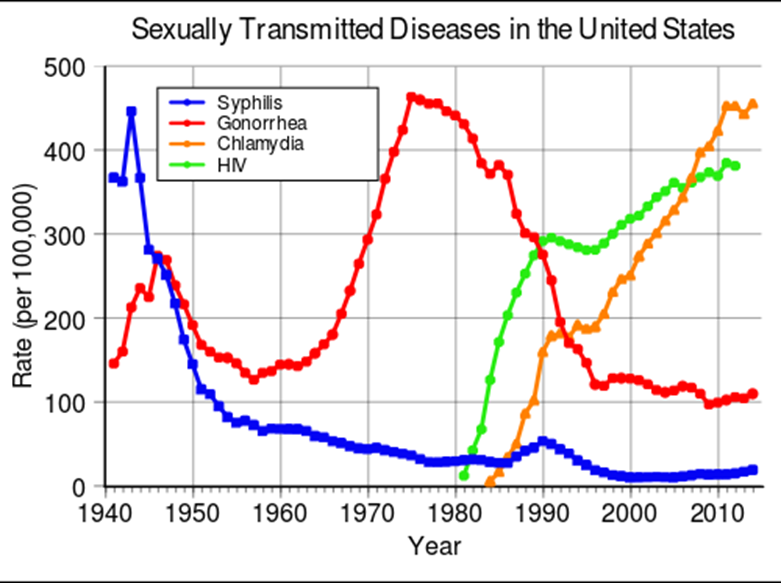 Sexually Transmitted Diseases in the United States
500
400
300
200
100
0
Rate (per 100,000)
Syphilis
Gonorrhea
Chlamydia
HIV
1940 1950 1960 1970 1980 1990 2000 2010
Year